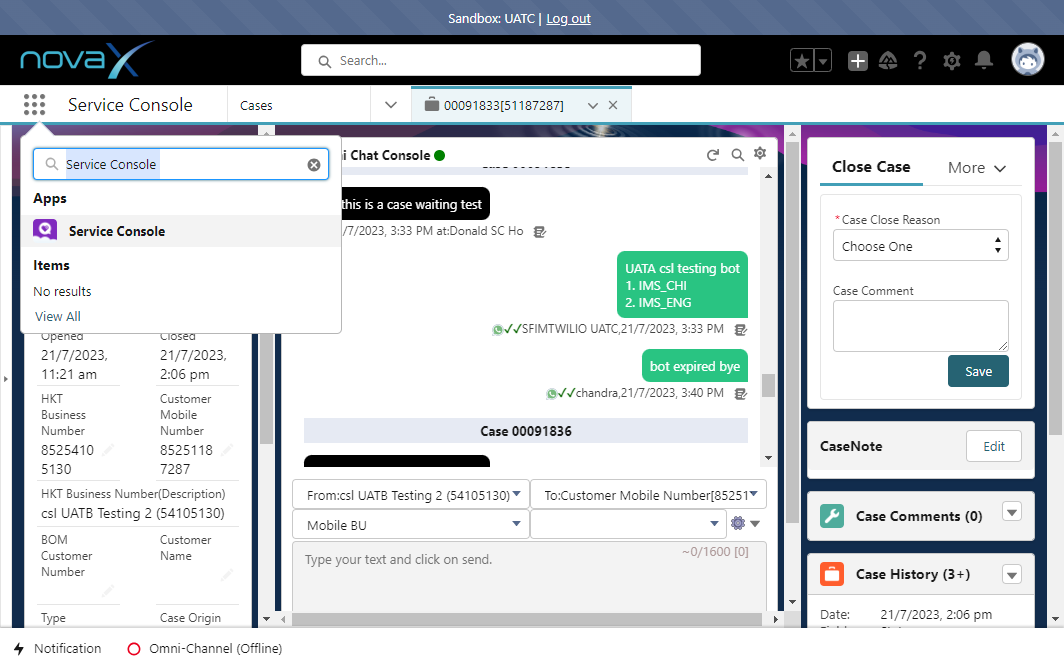 Sandbox: UATC | Log out
novaX
Search...
Service Console
Cases
00091833[51187287]
Service Console
Apps
Service Console
Items
No results
View All
Opened
Closed
21/7/2023,
11:21 am
21/7/2023,
2:06 pm
HKT
Business
Number
Customer
Mobile
Number
8525410
5130
8525118
7287
HKT Business Number(Description)
csl UATB Testing 2 (54105130)
BOM
Customer
Number
Customer
Name
Type
Case Origin
i Chat Console
this is a case waiting test
/7/2023, 3:33 PM at:Donald SC Ho
UATA csl testing bot
1. IMS_CHI
2. IMS_ENG
SFIMTWILIO UATC,21/7/2023, 3:33 PM
bot expired bye
chandra,21/7/2023, 3:40 PM
Case 00091836
From:csl UATB Testing 2 (54105130)
To:Customer Mobile Number[85251
Mobile BU
Type your text and click on send.
~0/1600 [0]
Close Case
More
*Case Close Reason
Choose One
Case Comment
Save
CaseNote
Edit
Case Comments (0)
Case History (3+)
Date:
21/7/2023, 2:06 pm
Notification
Omni-Channel (Offline)